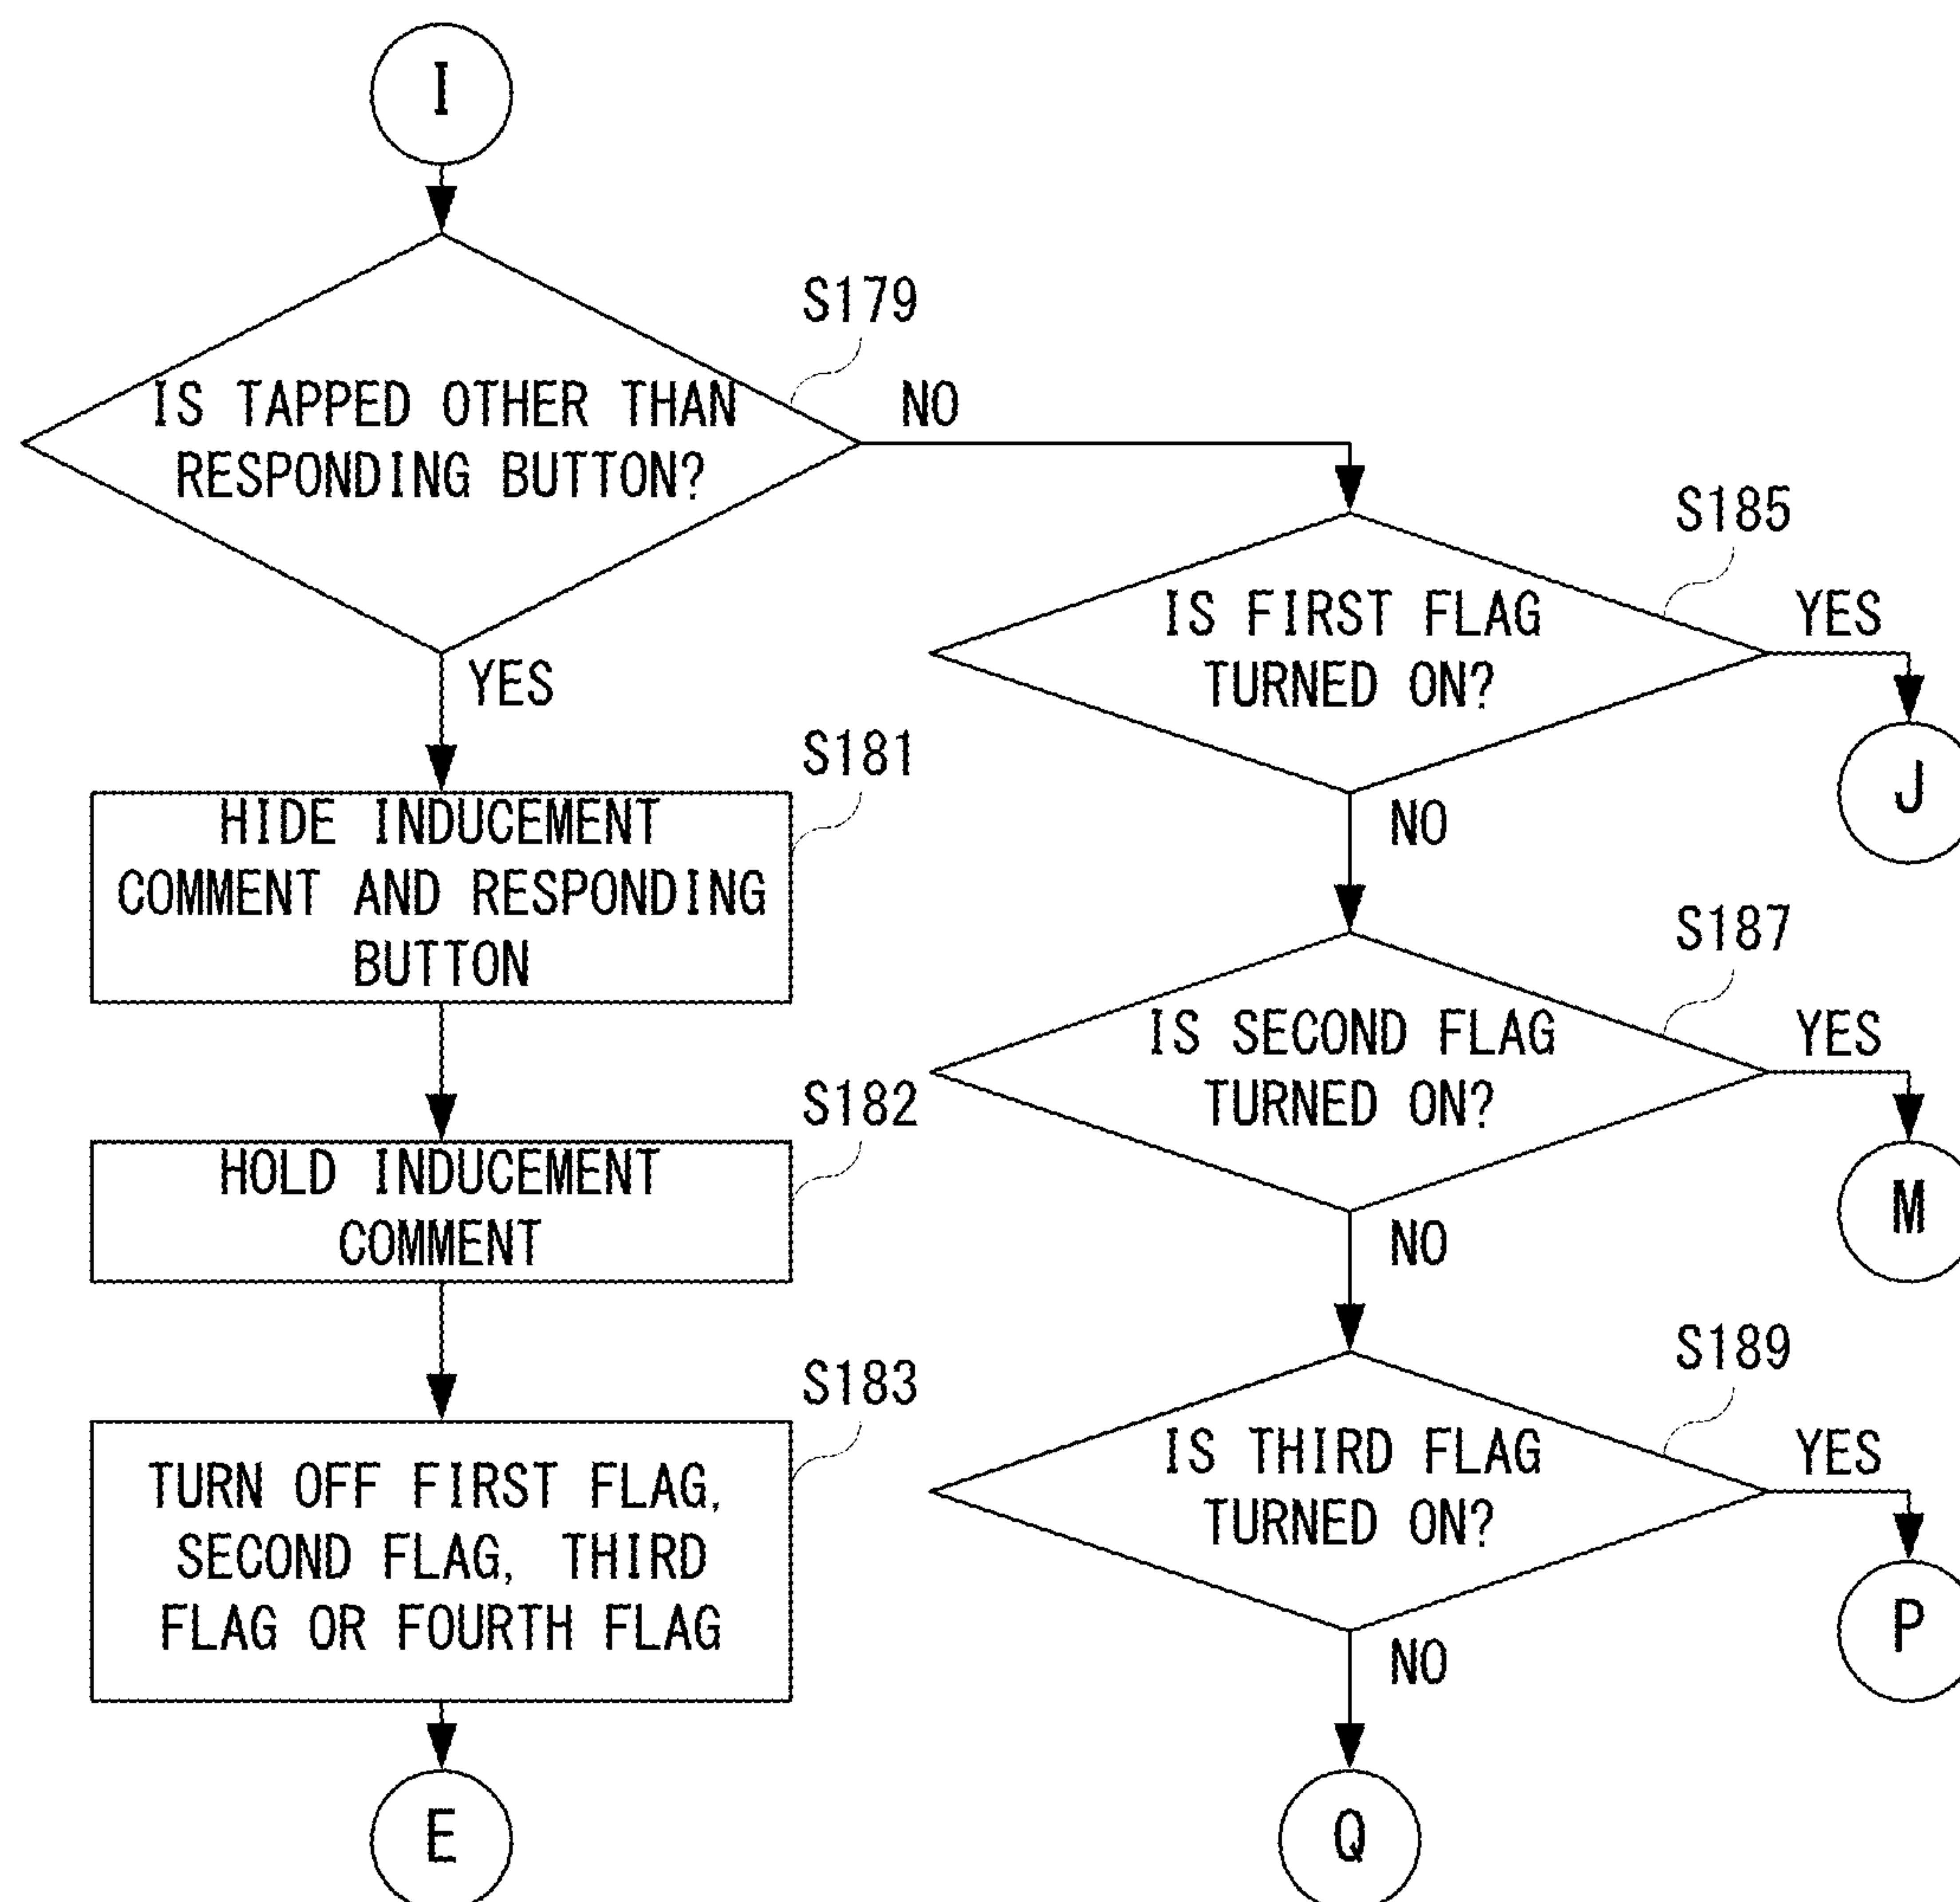 I
S179
IS TAPPED OTHER THAN
RESPONDING BUTTON?
NO
YES
S181
HIDE INDUCEMENT
COMMENT AND RESPONDING
BUTTON
S182
HOLD INDUCEMENT
COMMENT
S183
TURN OFF FIRST FLAG,
SECOND FLAG, THIRD
FLAG OR FOURTH FLAG
E
S185
IS FIRST FLAG
TURNED ON?
YES
J
NO
S187
IS SECOND FLAG
TURNED ON?
YES
M
NO
S189
IS THIRD FLAG
TURNED ON?
YES
P
NO
Q